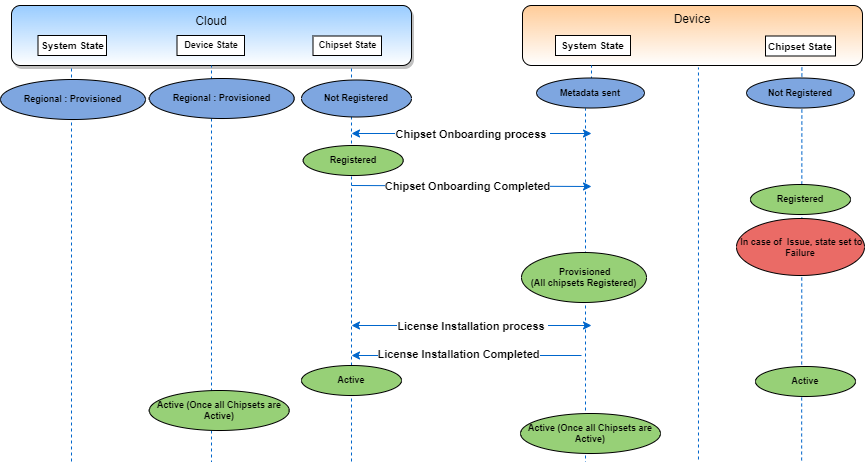 Cloud
Device
System State
Device State
Chipset State
System State
Chipset State
Regional : Provisioned
Regional : Provisioned
Not Registered
Metadata sent
Not Registered
Chipset Onboarding process
Registered
Chipset Onboarding Completed
Registered
In case of Issue, state set to
Failure
Provisioned
(All chipsets Registered)
License Installation process
License Installation Completed
Active
Active
Active (Once all Chipsets are
Active)
Active (Once all Chipsets are
Active)